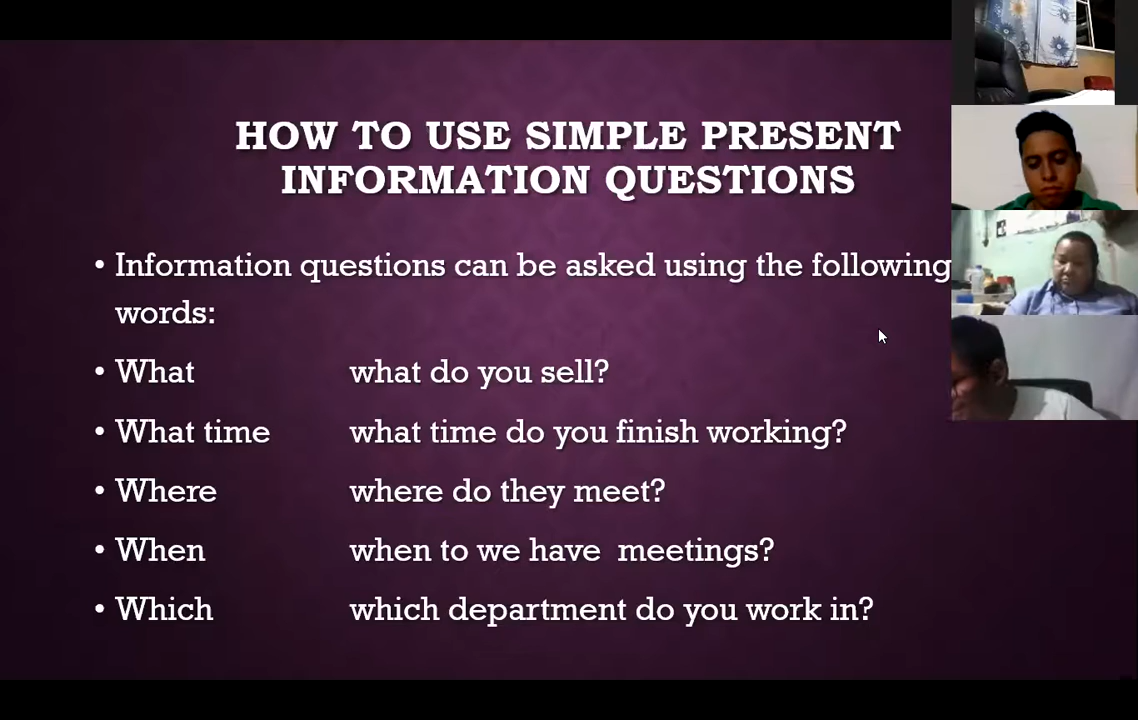 HOW TO USE SIMPLE PRESENT
INFORMATION QUESTIONS
• Information questions can be asked using the following
words:
• What what do you sell?
• What time what time do you finish working?
• Where where do they meet?
• When when to we have meetings?
• Which which department do you work in?